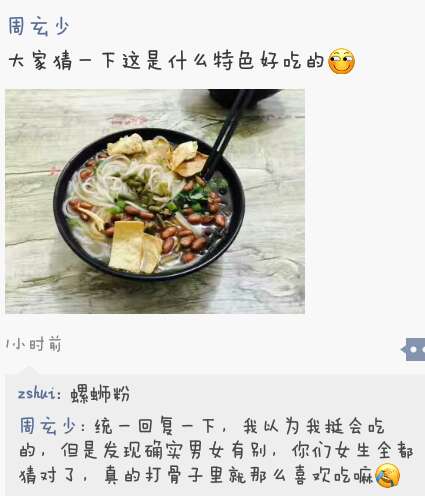 周玄少
大家猜一下这是什么特色好吃的
1小时前
zshui: 螺蛳粉
周玄少: 统一回复一下，我以为我挺会吃
的，但是发现确实男女有别，你们女生全都
猜对了，真的打骨子里就那么喜欢吃嘛